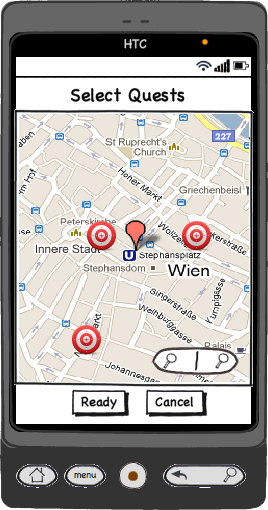 HTC
Select Quests
227
St Ruprecht's
Church
Hoher Markt
Griechenbeisl
Peterskirche
Innere Stadt
Stephansplatz
U
Stephansdom
Wien
Singerstraße
Weihburggasse
Kumpfgasse
Johannesgasse
Palais
Ready
Cancel
menu